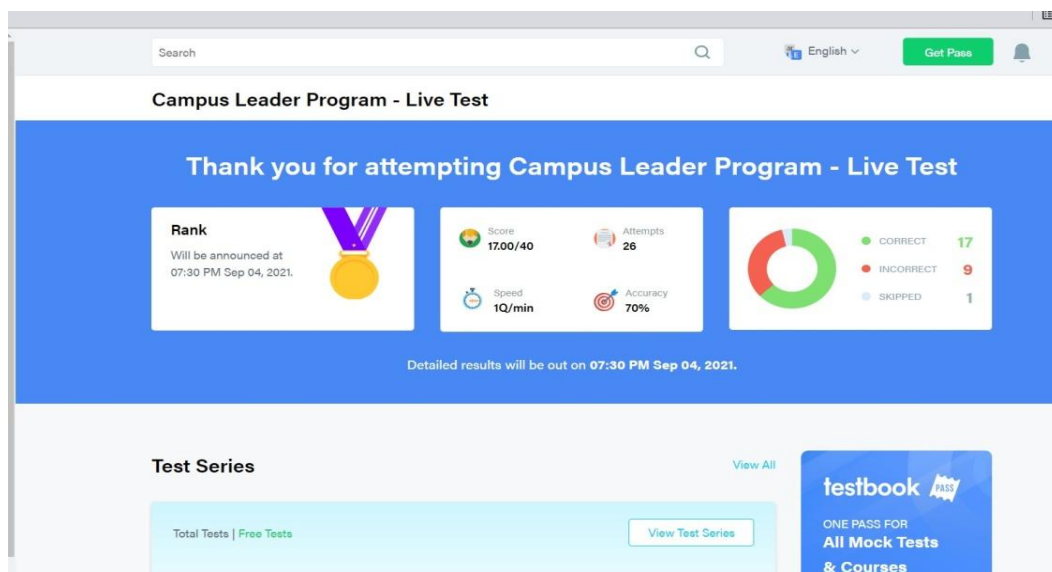 Search
English
Get Pass
Campus Leader Program - Live Test
Thank you for attempting Campus Leader Program - Live Test
Rank
Will be announced at
07:30 PM Sep 04, 2021.
Score
17.00/40
Attempts
26
Speed
1Q/min
Accuracy
70%
CORRECT 17
INCORRECT 9
SKIPPED 1
Detailed results will be out on 07:30 PM Sep 04, 2021.
Test Series
View All
Total Tests | Free Tests
View Test Series
testbook PASS
ONE PASS FOR
All Mock Tests
& Courses